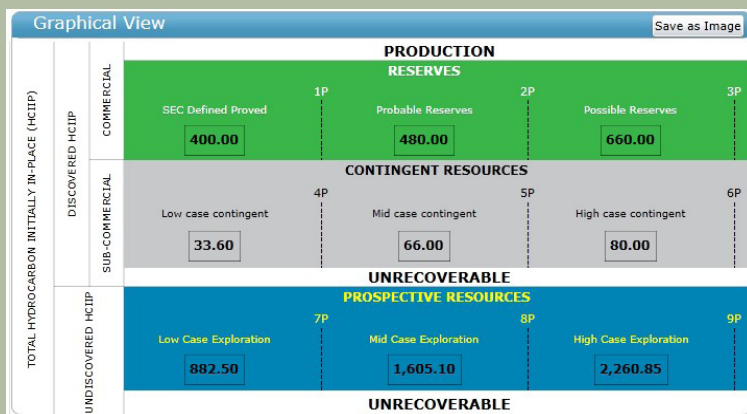 Graphical View
Save as Image
TOTAL HYDROCARBON INITIALLY IN-PLACE (HCIIP)
DISCOVERED HCIIP
COMMERCIAL
PRODUCTION
RESERVES
1P 2P 3P
SEC Defined Proved Probable Reserves Possible Reserves
400.00 480.00 660.00
SUB-COMMERCIAL
CONTINGENT RESOURCES
4P 5P 6P
Low case contingent Mid case contingent High case contingent
33.60 66.00 80.00
UNRECOVERABLE
UNDISCOVERED HCIIP
PROSPECTIVE RESOURCES
7P 8P 9P
Low Case Exploration Mid Case Exploration High Case Exploration
882.50 1,605.10 2,260.85
UNRECOVERABLE